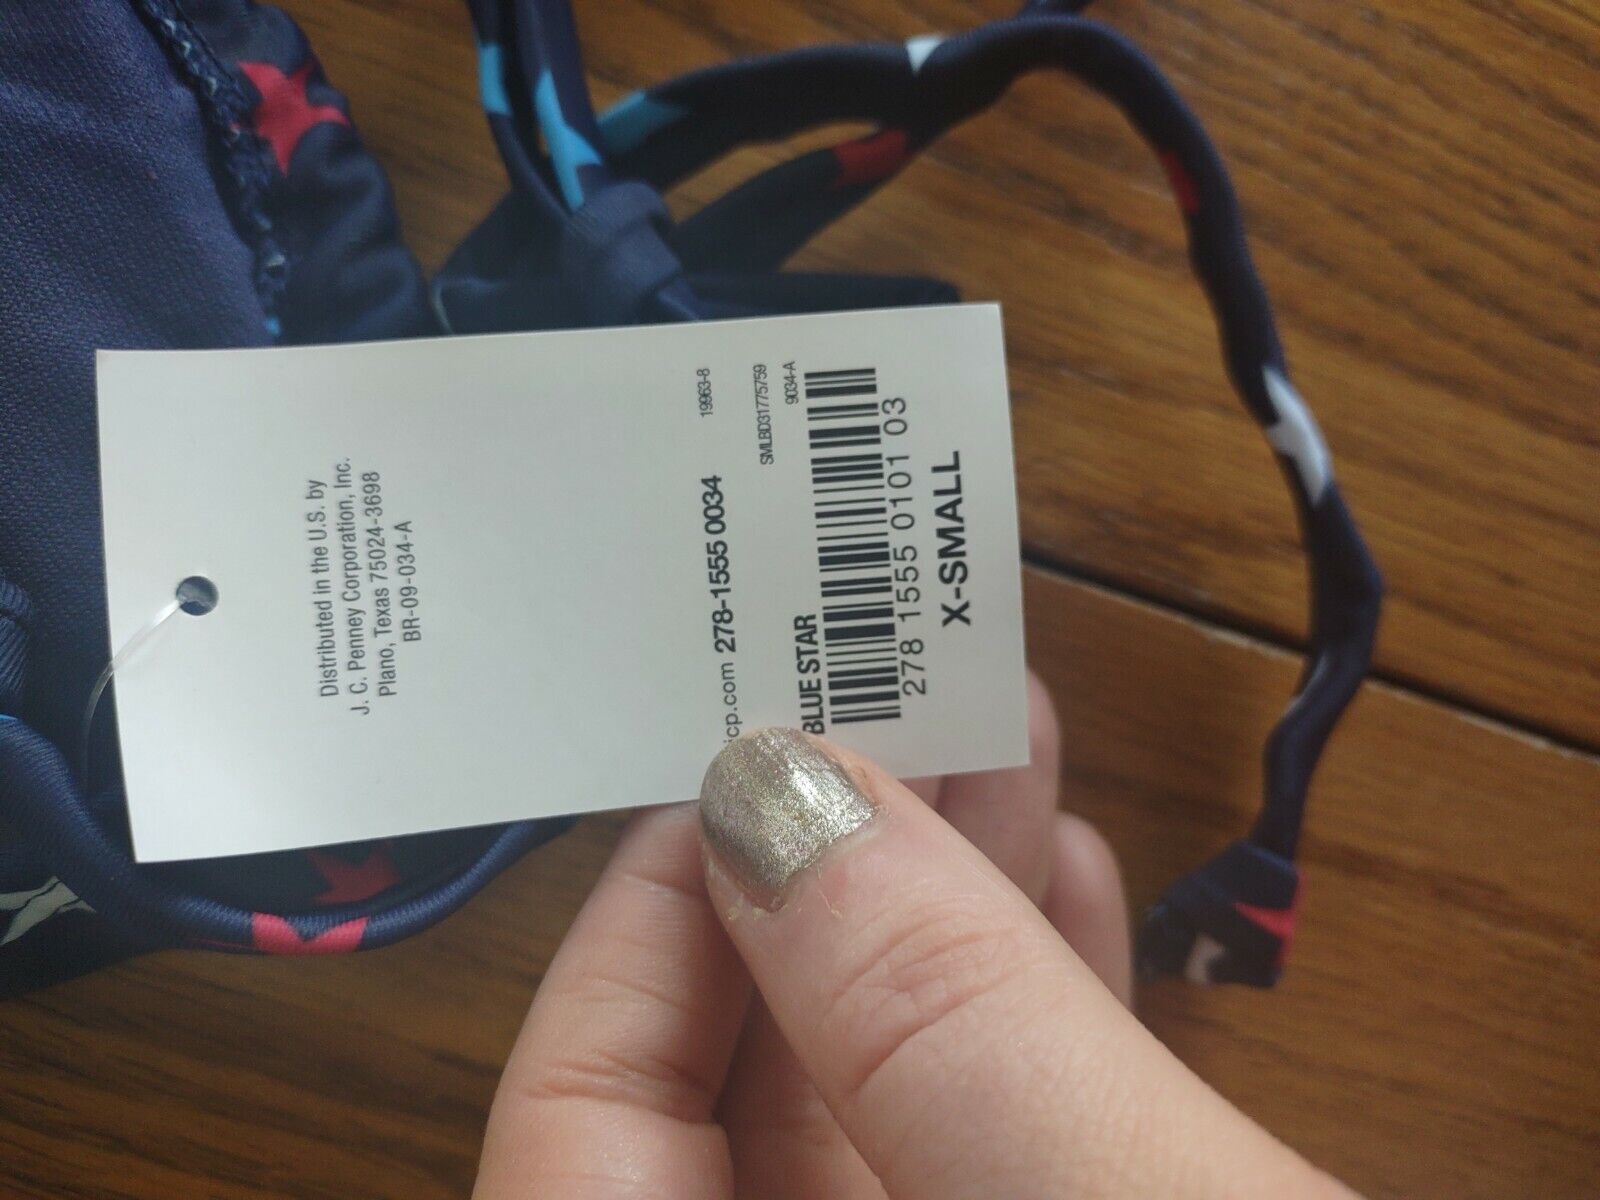 Distributed in the U.S. by
J. C. Penney Corporation, Inc.
Plano, Texas 75024-3698
BR-09-034-A
jcp.com 278-1555 0034
19963-8
SMLBD31775759
9034-A
BLUE STAR
278 1555 0101 03
X-SMALL